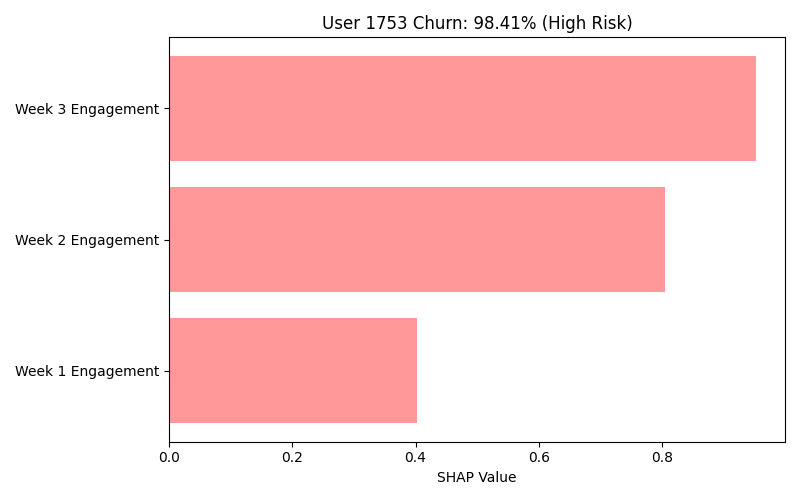 User 1753 Churn: 98.41% (High Risk)
Week 3 Engagement
Week 2 Engagement
Week 1 Engagement
0.0 0.2 0.4 0.6 0.8
SHAP Value